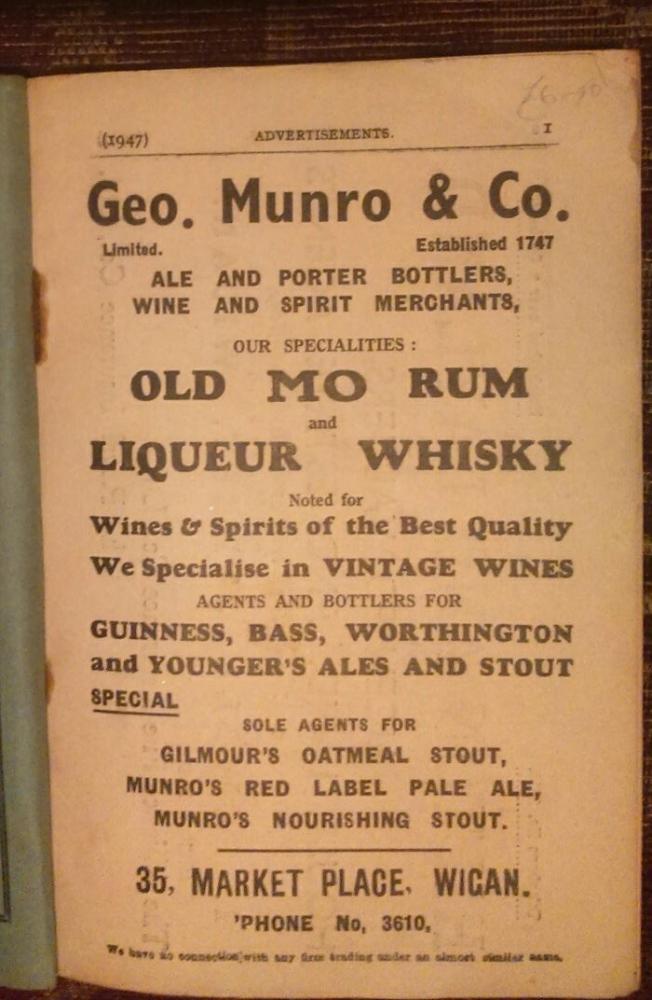 (1947) ADVERTISEMENTS. 1
Geo. Munro & Co.
Limited. Established 1747
ALE AND PORTER BOTTLERS,
WINE AND SPIRIT MERCHANTS,
OUR SPECIALITIES :
OLD MO RUM
and
LIQUEUR WHISKY
Noted for
Wines & Spirits of the Best Quality
We Specialise in VINTAGE WINES
AGENTS AND BOTTLERS FOR
GUINNESS, BASS, WORTHINGTON
and YOUNGER'S ALES AND STOUT
SPECIAL
SOLE AGENTS FOR
GILMOUR'S OATMEAL STOUT,
MUNRO'S RED LABEL PALE ALE,
MUNRO'S NOURISHING STOUT.
35, MARKET PLACE, WIGAN.
'PHONE No, 3610,
We have no connection with any firm trading under an almost similar name.